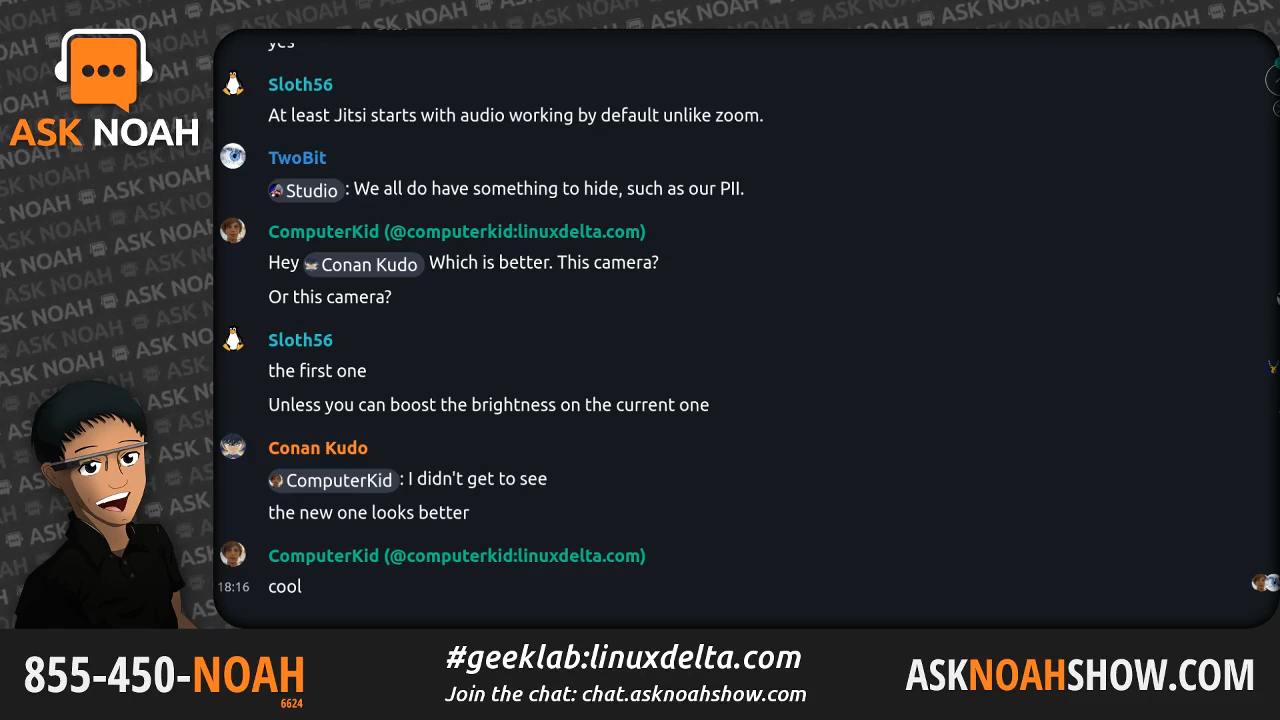 ASK NOAH
yes
Sloth56
At least Jitsi starts with audio working by default unlike zoom.
TwoBit
Studio: We all do have something to hide, such as our PII.
ComputerKid (@computerkid:linuxdelta.com)
Hey Conan Kudo Which is better. This camera?
Or this camera?
Sloth56
the first one
Unless you can boost the brightness on the current one
Conan Kudo
ComputerKid: I didn't get to see
the new one looks better
ComputerKid (@computerkid:linuxdelta.com)
18:16 cool
855-450-NOAH
6624
#geeklab:linuxdelta.com
Join the chat: chat.asknoahshow.com
ASKNOAHSHOW.COM